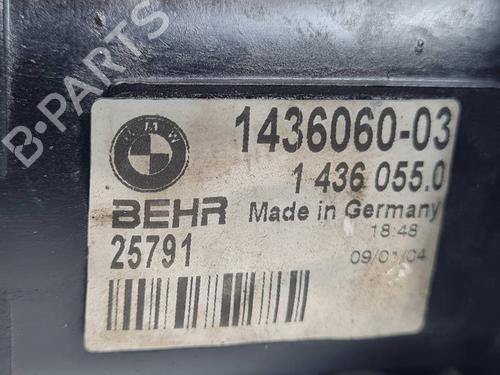 B-PARTS
BMW
1436060-03
1 436 055.0
BEHR Made in Germany
25791
18:48
09/01/04